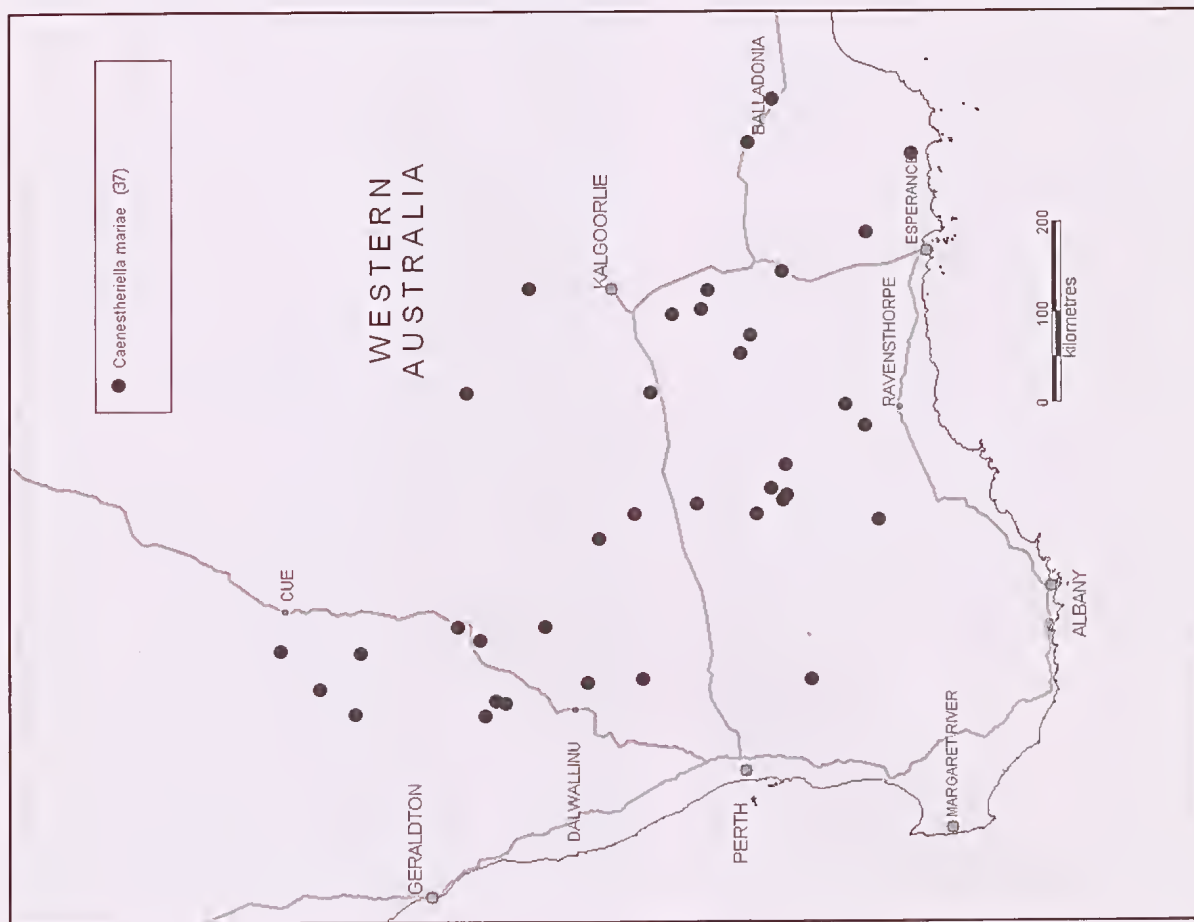 Caenestheriella mariae (37)
WESTERN
AUSTRALIA
CUE
GERALDTON
DALWALLINU
KALGOORLIE
BALLADONIA
PERTH
ESPERANCE
RAVENSTHORPE
MARGARET RIVER
ALBANY
0 100 200
kilometres